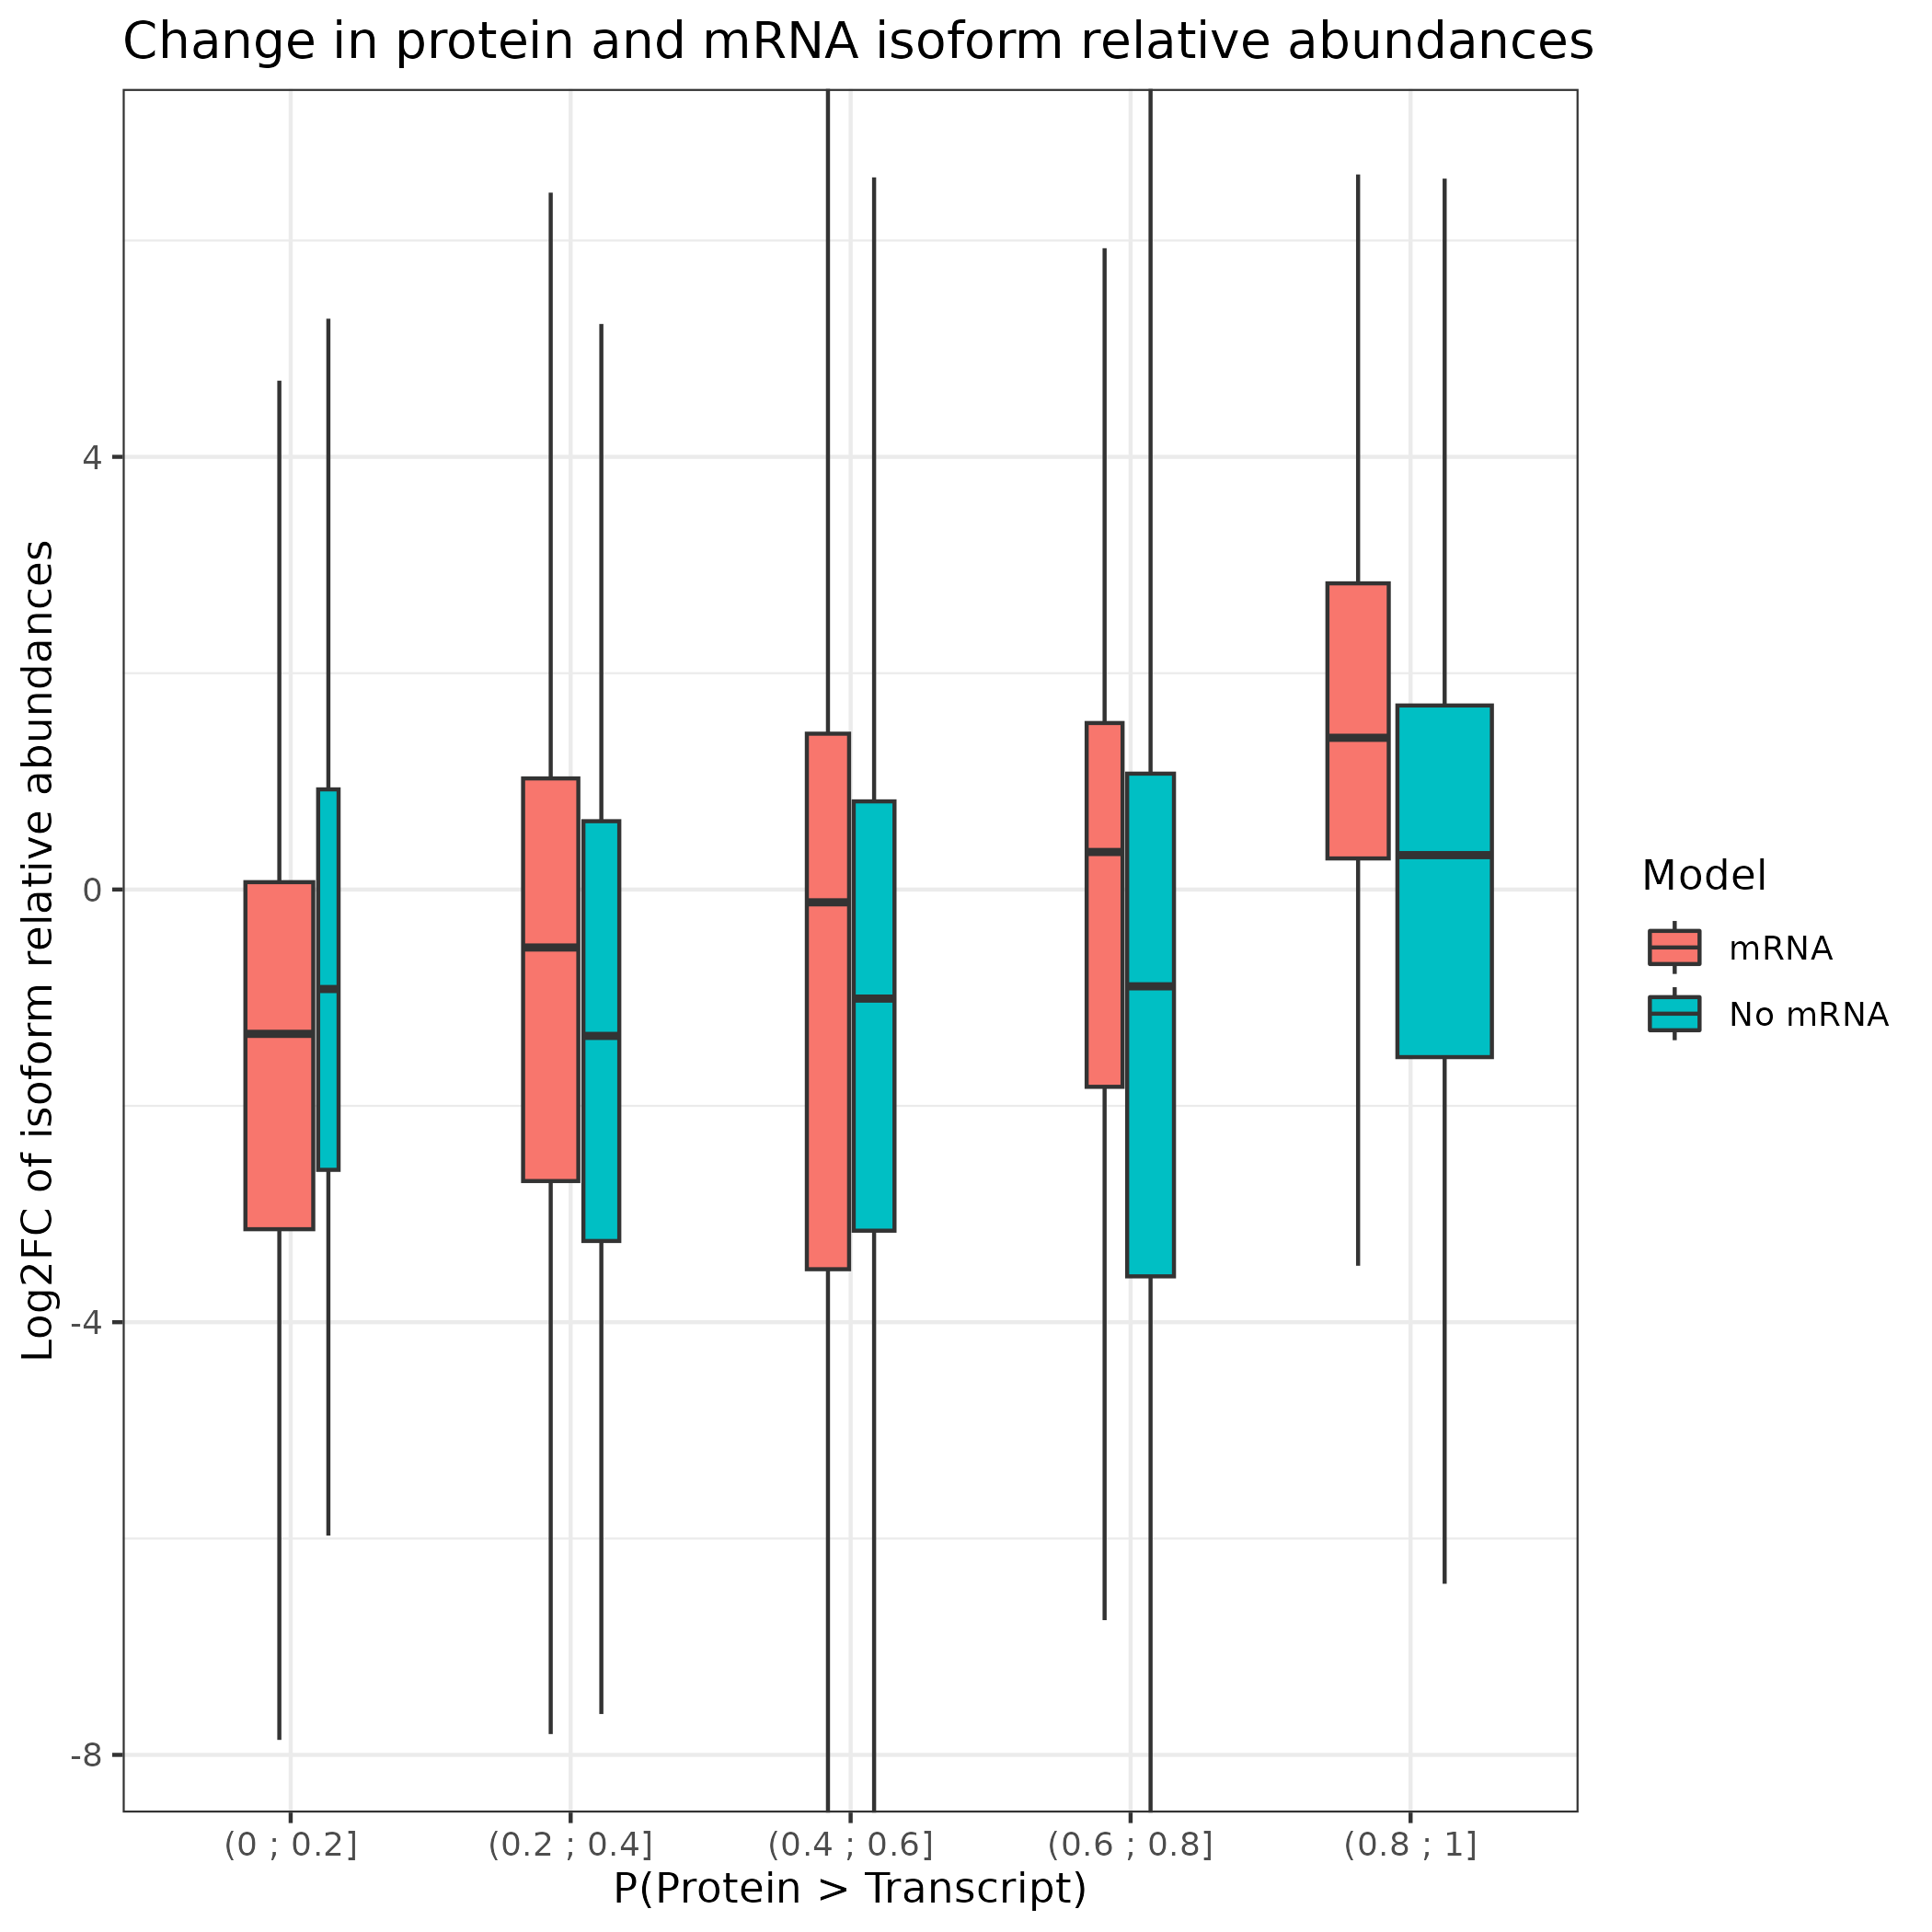 Change in protein and mRNA isoform relative abundances
Log2FC of isoform relative abundances
4
0
-4
-8
(0 ; 0.2]
(0.2 ; 0.4]
(0.4 ; 0.6]
(0.6 ; 0.8]
(0.8 ; 1]
P(Protein > Transcript)
Model
mRNA
No mRNA